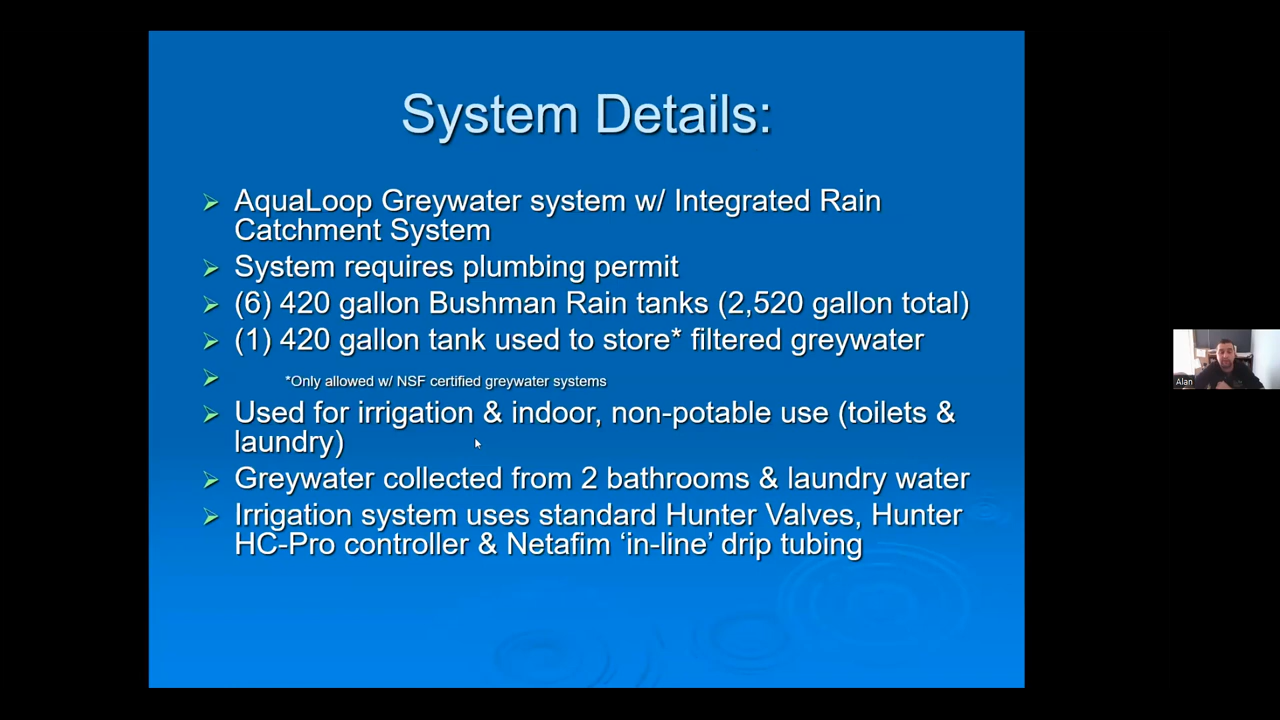 System Details:
AquaLoop Greywater system w/ Integrated Rain
Catchment System
System requires plumbing permit
(6) 420 gallon Bushman Rain tanks (2,520 gallon total)
(1) 420 gallon tank used to store* filtered greywater
*Only allowed w/ NSF certified greywater systems
Used for irrigation & indoor, non-potable use (toilets &
laundry)
Greywater collected from 2 bathrooms & laundry water
Irrigation system uses standard Hunter Valves, Hunter
HC-Pro controller & Netafim ‘in-line’ drip tubing
Alan